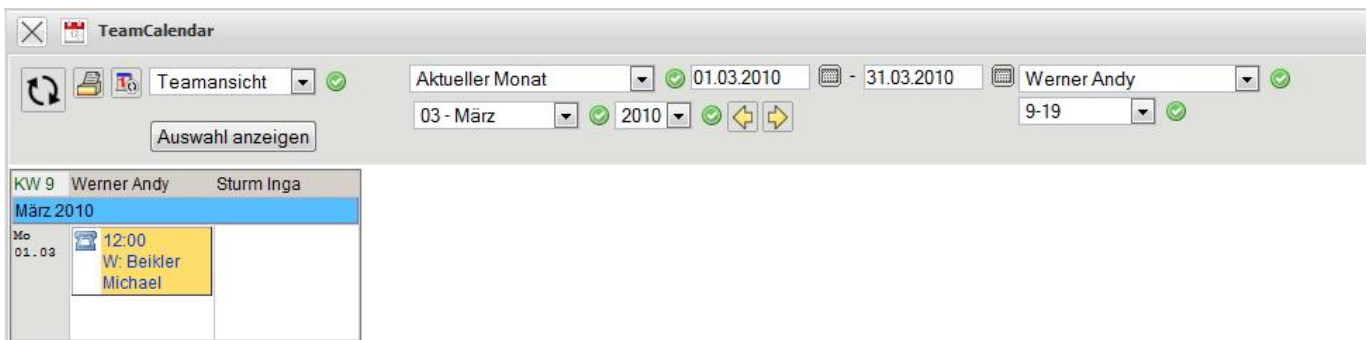 TeamCalendar
Teamansicht
Aktueller Monat 01.03.2010 - 31.03.2010 Werner Andy
03 - März 2010 9-19
Auswahl anzeigen
KW 9 Werner Andy Sturm Inga
März 2010
Mo 12:00
01.03 W: Beikler
Michael